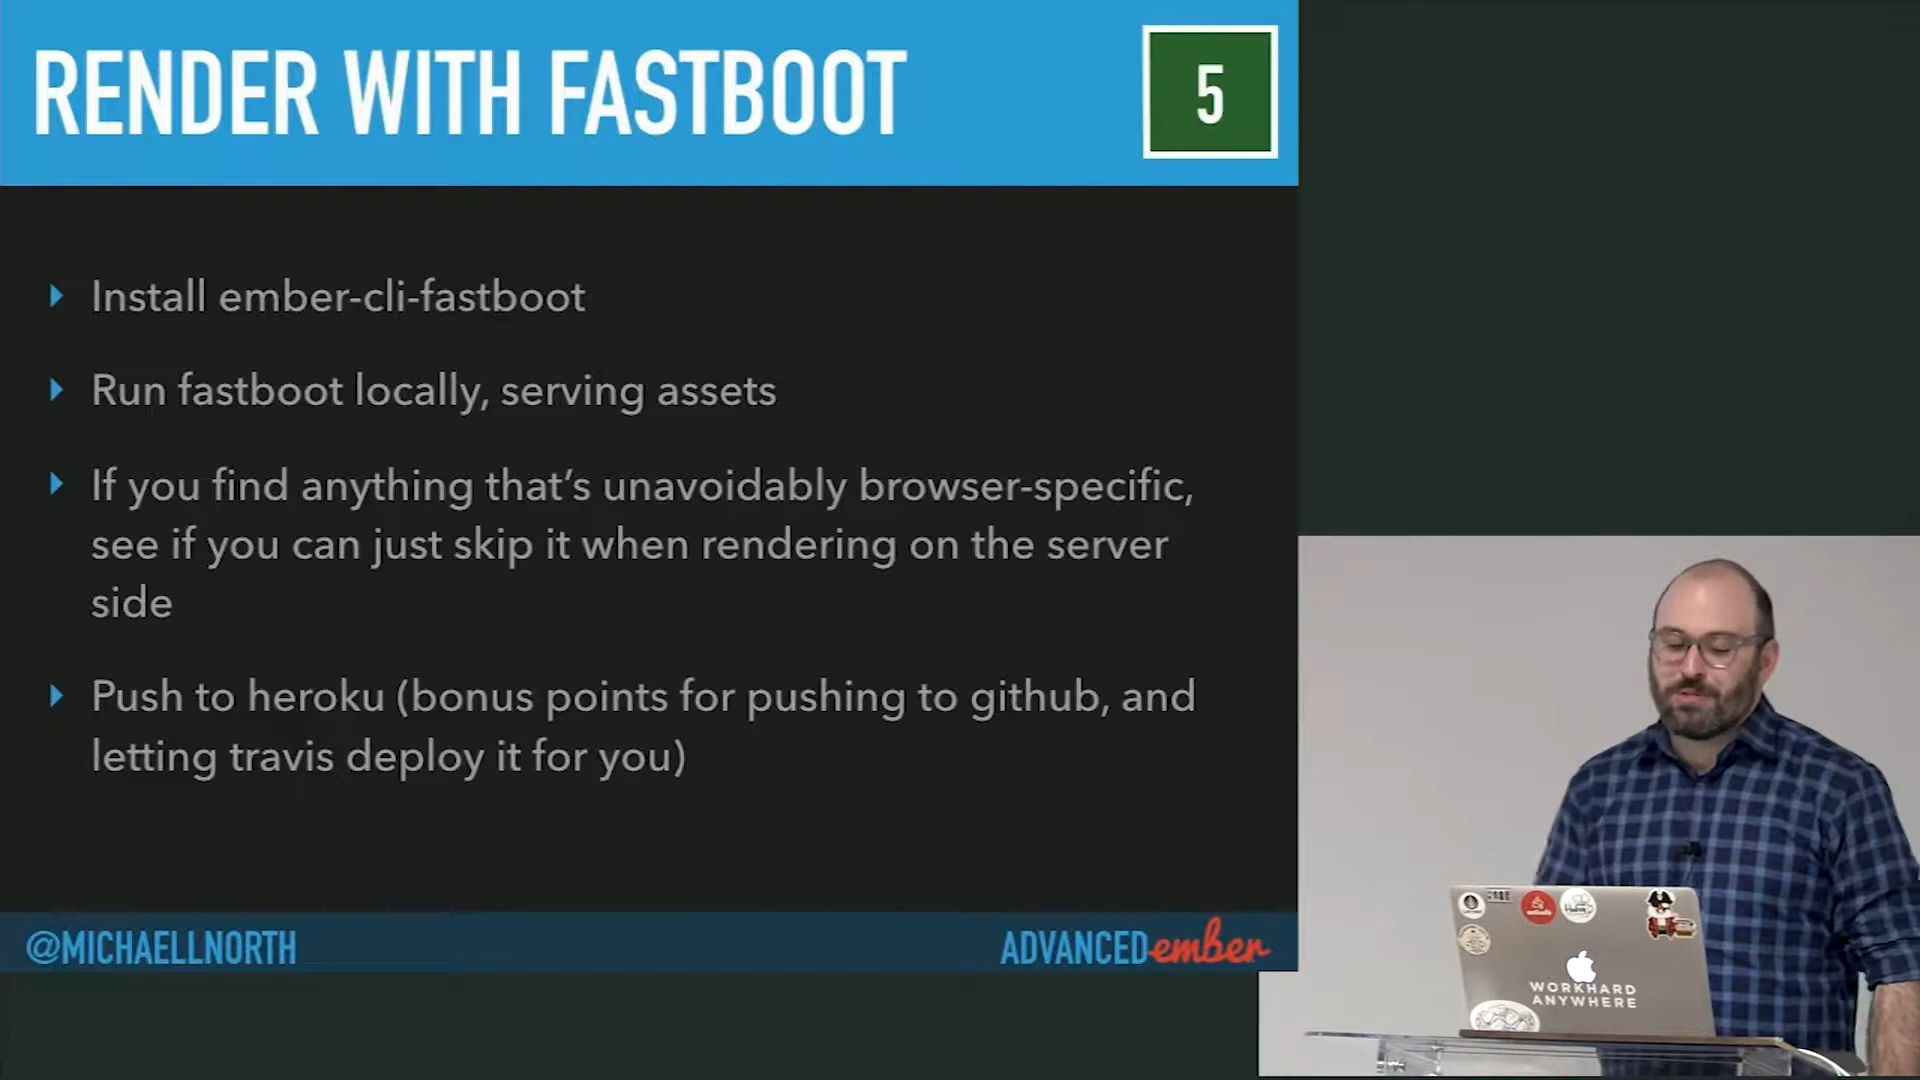 RENDER WITH FASTBOOT
5
Install ember-cli-fastboot
Run fastboot locally, serving assets
If you find anything that’s unavoidably browser-specific,
see if you can just skip it when rendering on the server
side
Push to heroku (bonus points for pushing to github, and
letting travis deploy it for you)
@MICHAELLNORTH
ADVANCEDember
WORKHARD
ANYWHERE